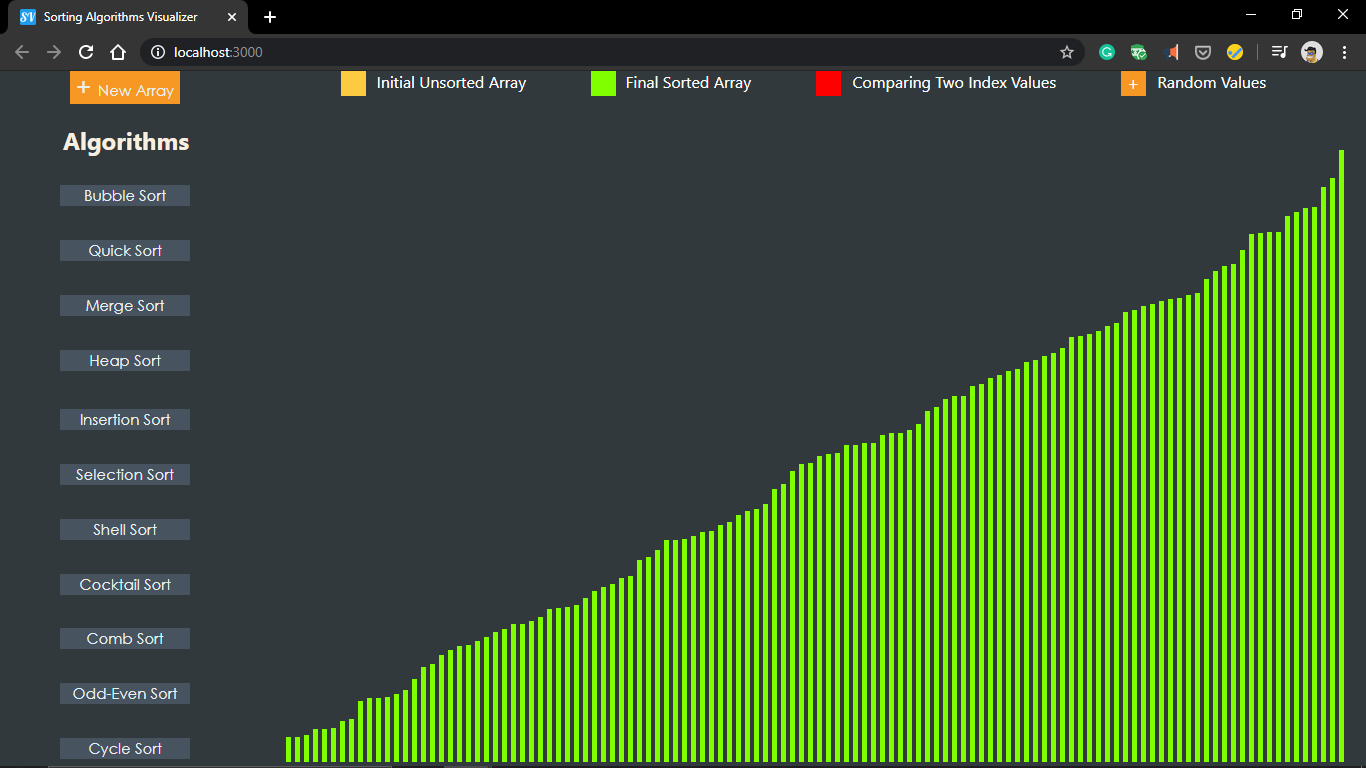 SV Sorting Algorithms Visualizer
localhost:3000
+ New Array
Initial Unsorted Array
Final Sorted Array
Comparing Two Index Values
+ Random Values
Algorithms
Bubble Sort
Quick Sort
Merge Sort
Heap Sort
Insertion Sort
Selection Sort
Shell Sort
Cocktail Sort
Comb Sort
Odd-Even Sort
Cycle Sort